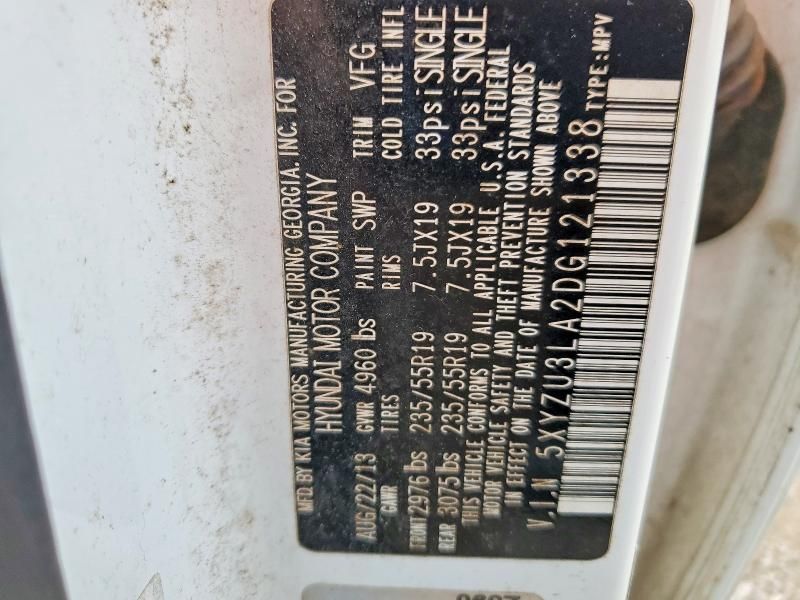 MFD BY KIA MOTORS MANUFACTURING GEORGIA. INC. FOR
HYUNDAI MOTOR COMPANY
AUG/22/13 GVWR 4,960 lbs PAINT SWP TRIM VFG
GAWR TIRES RIMS COLD TIRE INFL
FRONT 2976 lbs 235/55R19 7.5JX19 33psi SINGLE
REAR 3075 lbs 235/55R19 7.5JX19 33psi SINGLE
THIS VEHICLE CONFORMS TO ALL APPLICABLE U.S.A. FEDERAL
MOTOR VEHICLE SAFETY AND THEFT PREVENTION STANDARDS
IN EFFECT ON THE DATE OF MANUFACTURE SHOWN ABOVE
V.I.N 5XYZU3LA2DG121338 TYPE: MPV